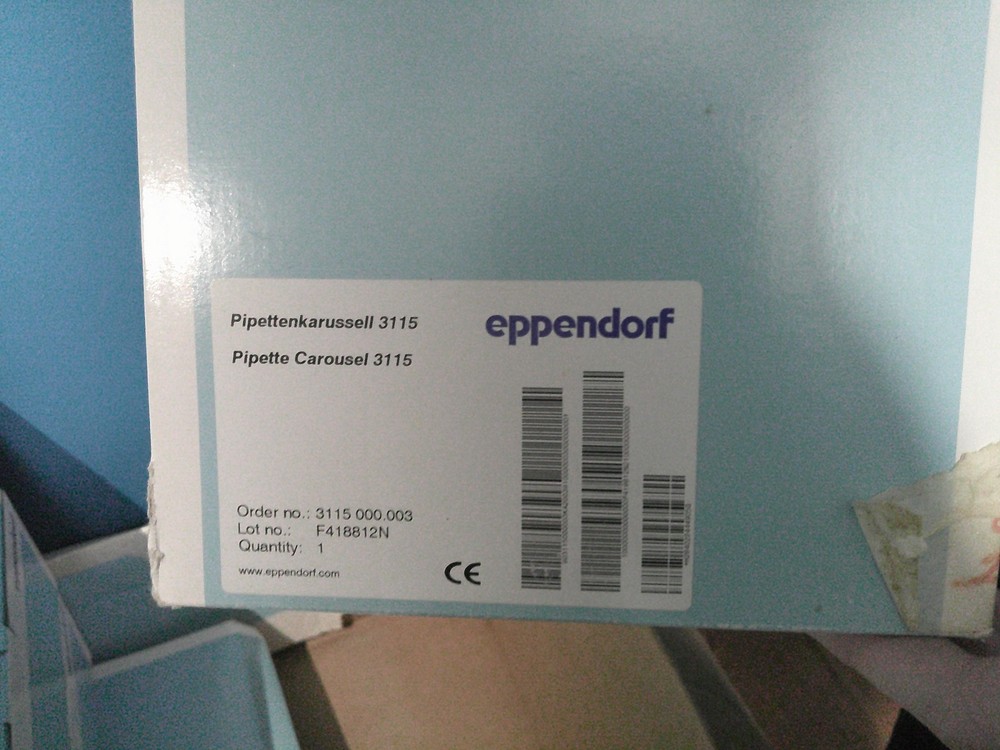 Pipettenkarussell 3115
eppendorf
Pipette Carousel 3115
Order no.: 3115 000.003
Lot no.: F418812N
Quantity: 1
www.eppendorf.com
CE